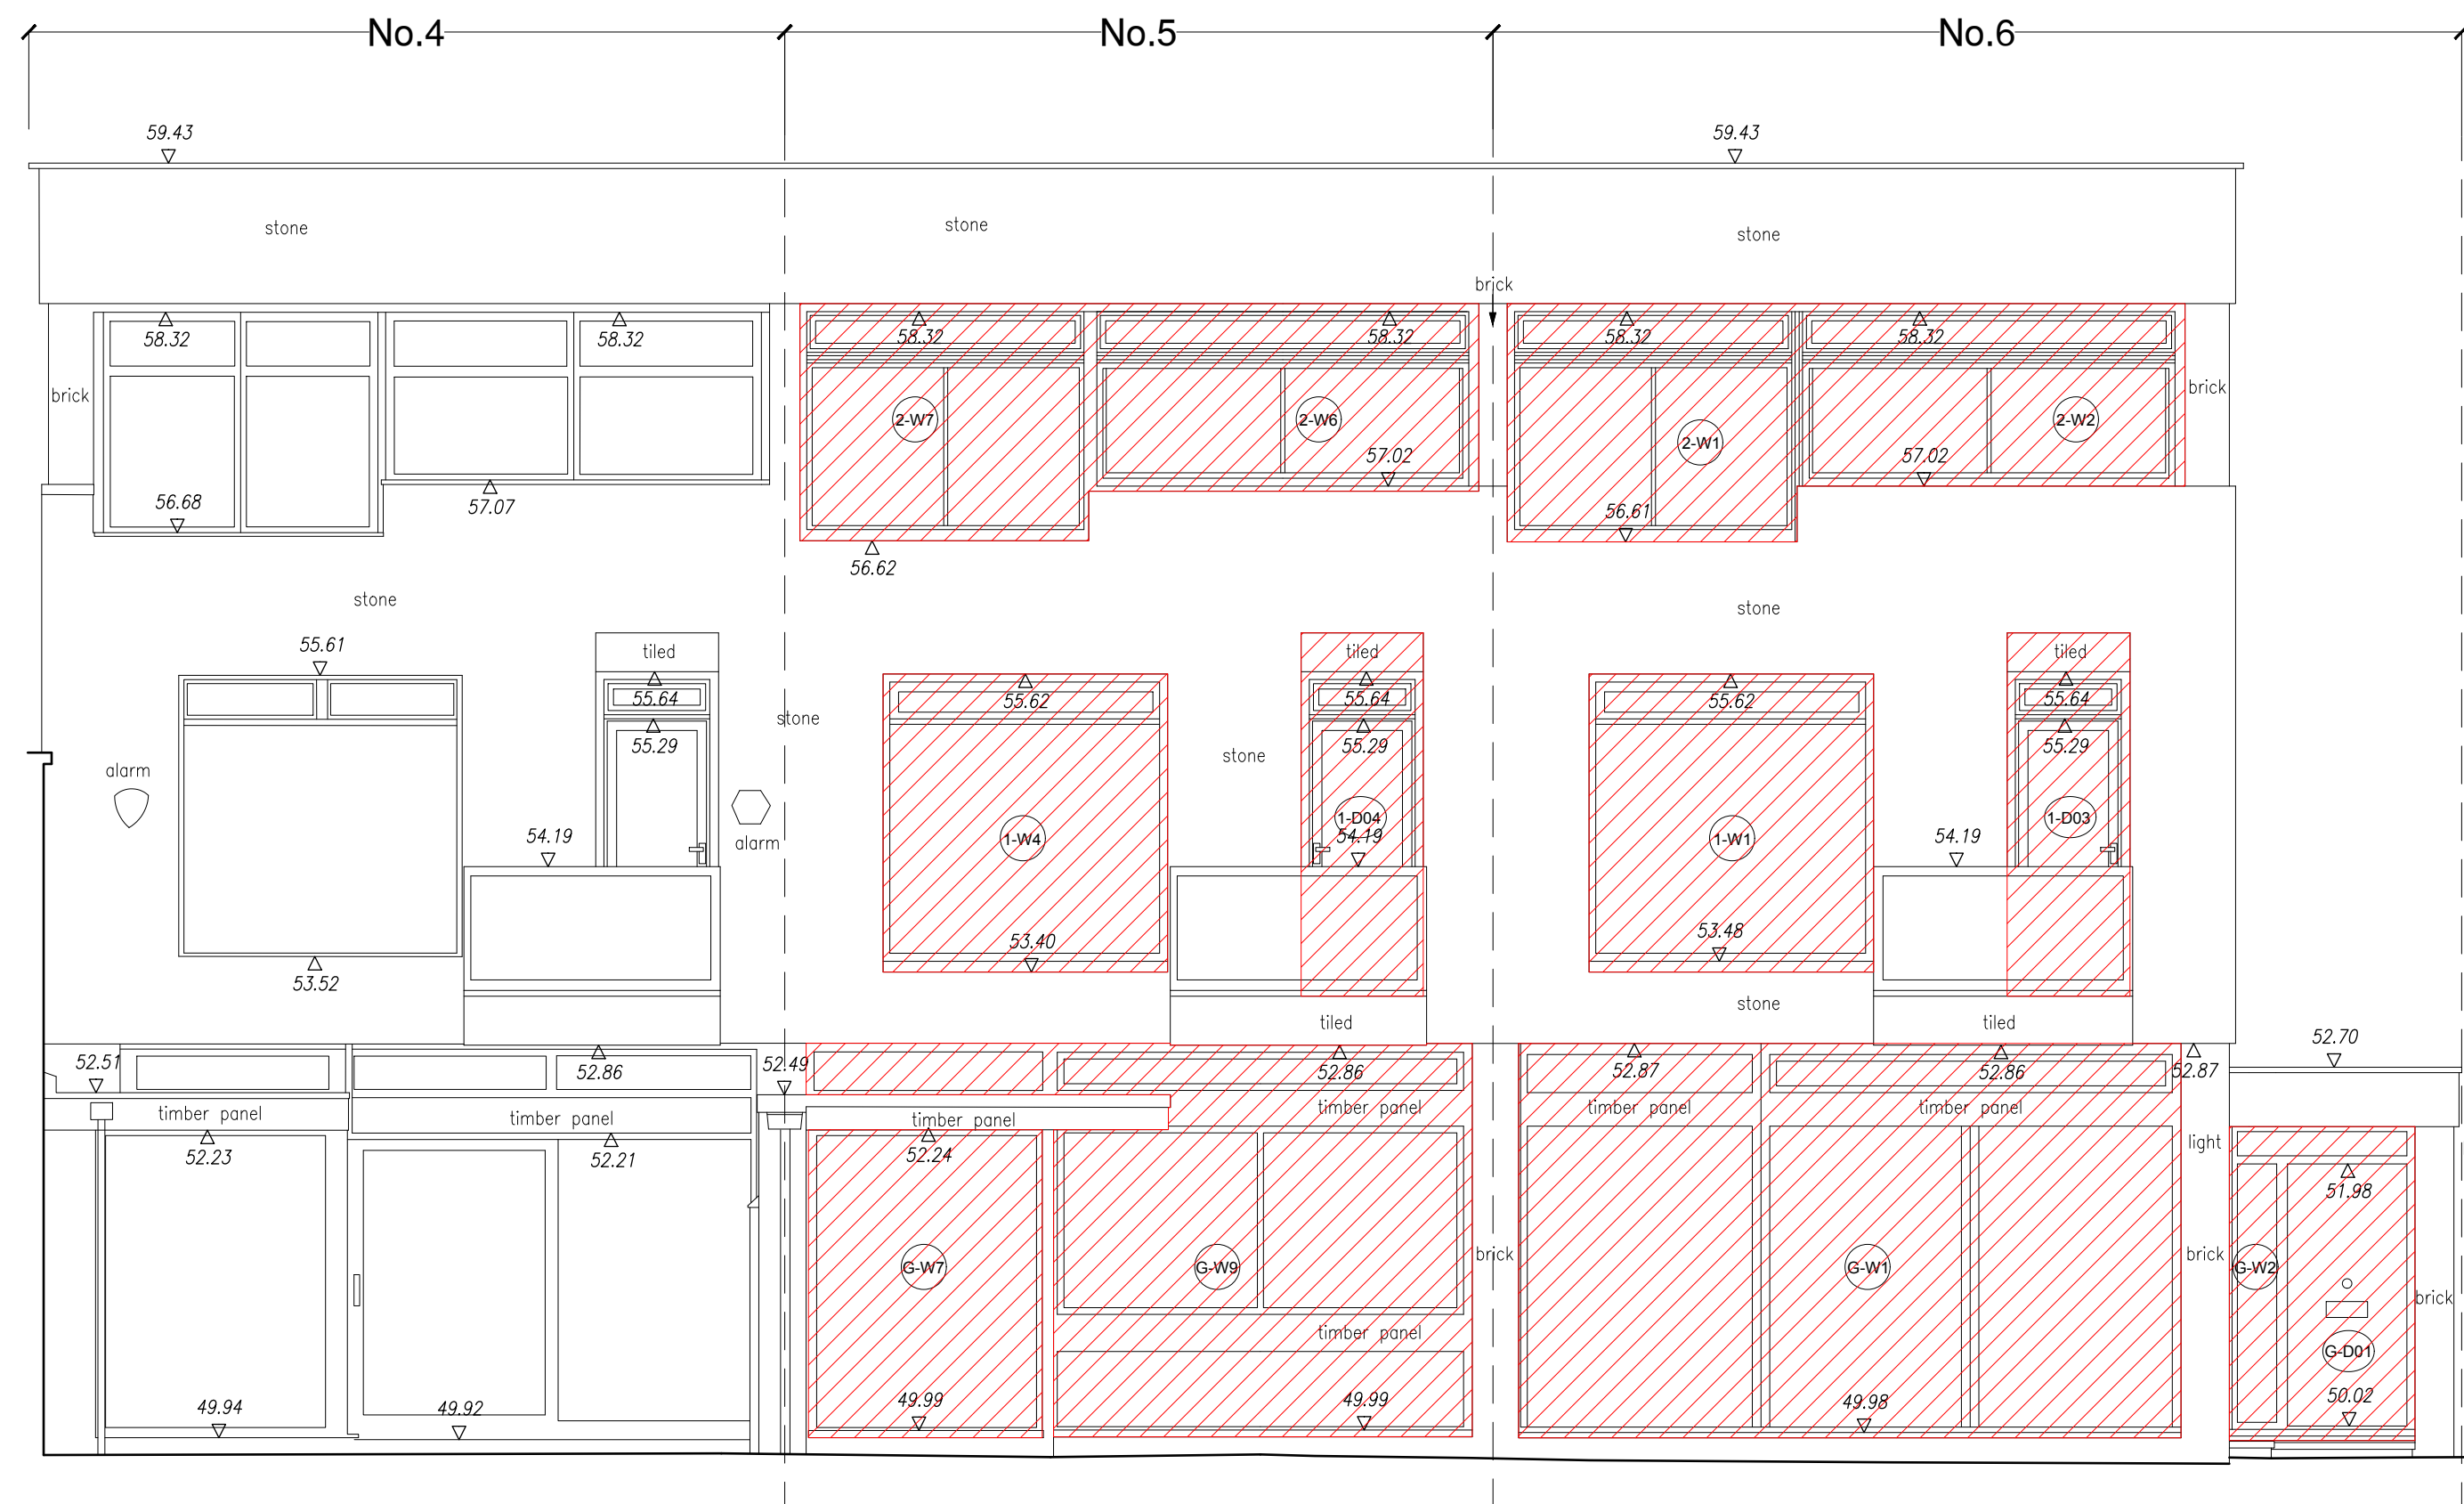 No.4 No.5 No.6
59.43 59.43
stone stone stone
brick
58.32 58.32 58.32 58.32 58.32 58.32
brick brick
2-W7 2-W6 2-W1 2-W2
57.02 57.02
56.68 57.07 56.61
56.62
stone stone
55.61 tiled tiled tiled
55.64 55.62 55.64 55.62 55.64
stone
55.29 stone 55.29 55.29
alarm
1-D04 1-D03
54.19 alarm 1-W4 54.19 1-W1 54.19
53.40 53.48
53.52
stone
tiled tiled
52.51 52.86 52.49 52.86 52.87 52.86 52.87 52.70
timber panel timber panel timber panel timber panel timber panel timber panel
52.23 52.21 52.24 light
51.98
brick brick
G-W7 G-W9 G-W1 G-W2
brick
timber panel
G-D01
49.94 49.92 49.99 49.99 49.98 50.02